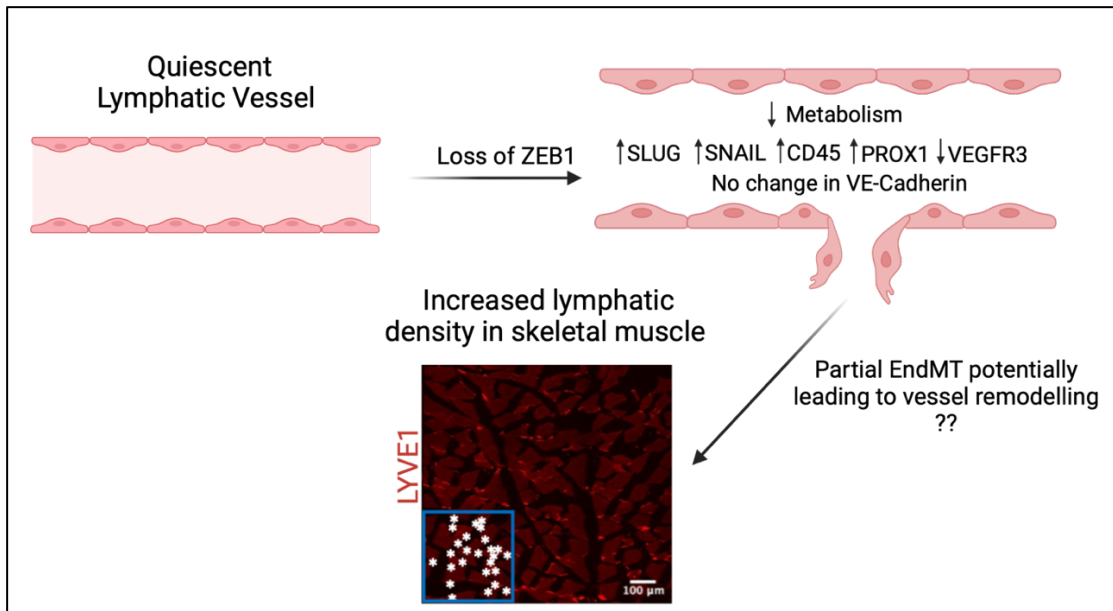 Quiescent
Lymphatic Vessel
Loss of ZEB1
↓ Metabolism
↑SLUG ↑SNAIL ↑CD45 ↑PROX1 ↓VEGFR3
No change in VE-Cadherin
Increased lymphatic
density in skeletal muscle
Partial EndMT potentially
leading to vessel remodelling
??
LYVE1
100 μm